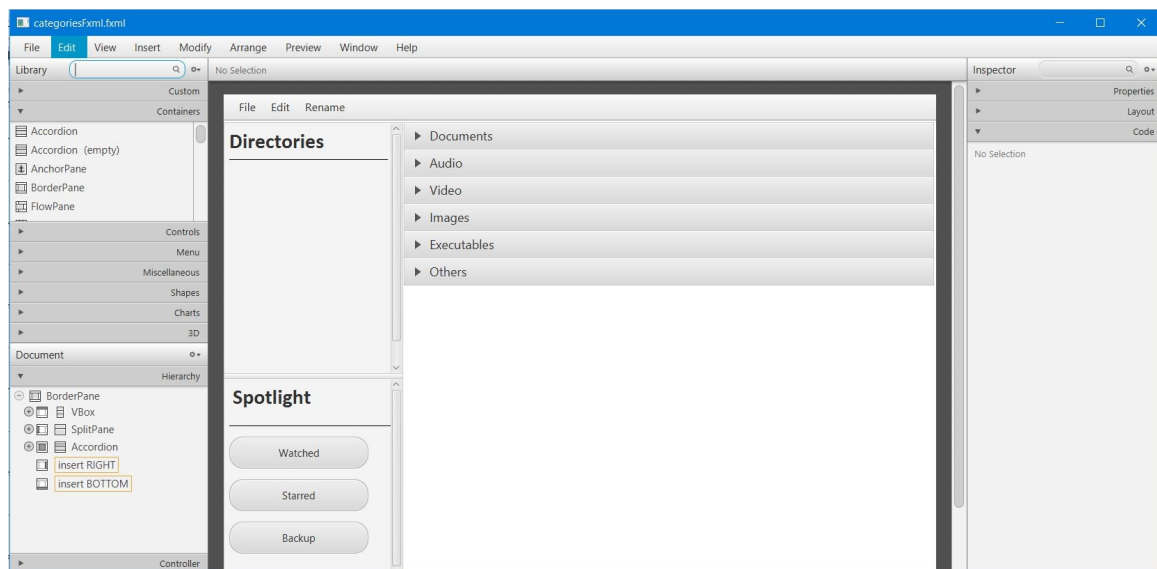 categoriesFxml.fxml
File Edit View Insert Modify Arrange Preview Window Help
Library
No Selection
Inspector
Custom
Containers
Accordion
Accordion (empty)
AnchorPane
BorderPane
FlowPane
Controls
Menu
Miscellaneous
Shapes
Charts
3D
Document
Hierarchy
BorderPane
VBox
SplitPane
Accordion
insert RIGHT
insert BOTTOM
Controller
File Edit Rename
Directories
Spotlight
Watched
Starred
Backup
Documents
Audio
Video
Images
Executables
Others
Properties
Layout
Code
No Selection